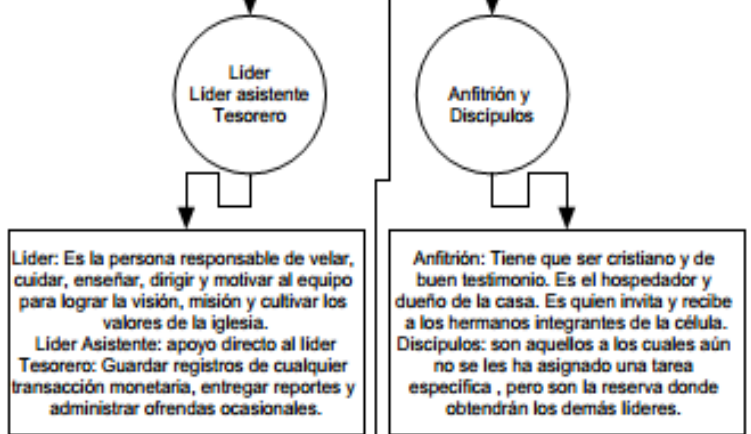 Líder
Líder asistente
Tesorero
Anfitrión y
Discípulos
Líder: Es la persona responsable de velar,
cuidar, enseñar, dirigir y motivar al equipo
para lograr la visión, misión y cultivar los
valores de la iglesia.
Líder Asistente: apoyo directo al líder
Tesorero: Guardar registros de cualquier
transacción monetaria, entregar reportes y
administrar ofrendas ocasionales.
Anfitrión: Tiene que ser cristiano y de
buen testimonio. Es el hospedador y
dueño de la casa. Es quien invita y recibe
a los hermanos integrantes de la célula.
Discípulos: son aquellos a los cuales aún
no se les ha asignado una tarea
específica , pero son la reserva donde
obtendrán los demás líderes.